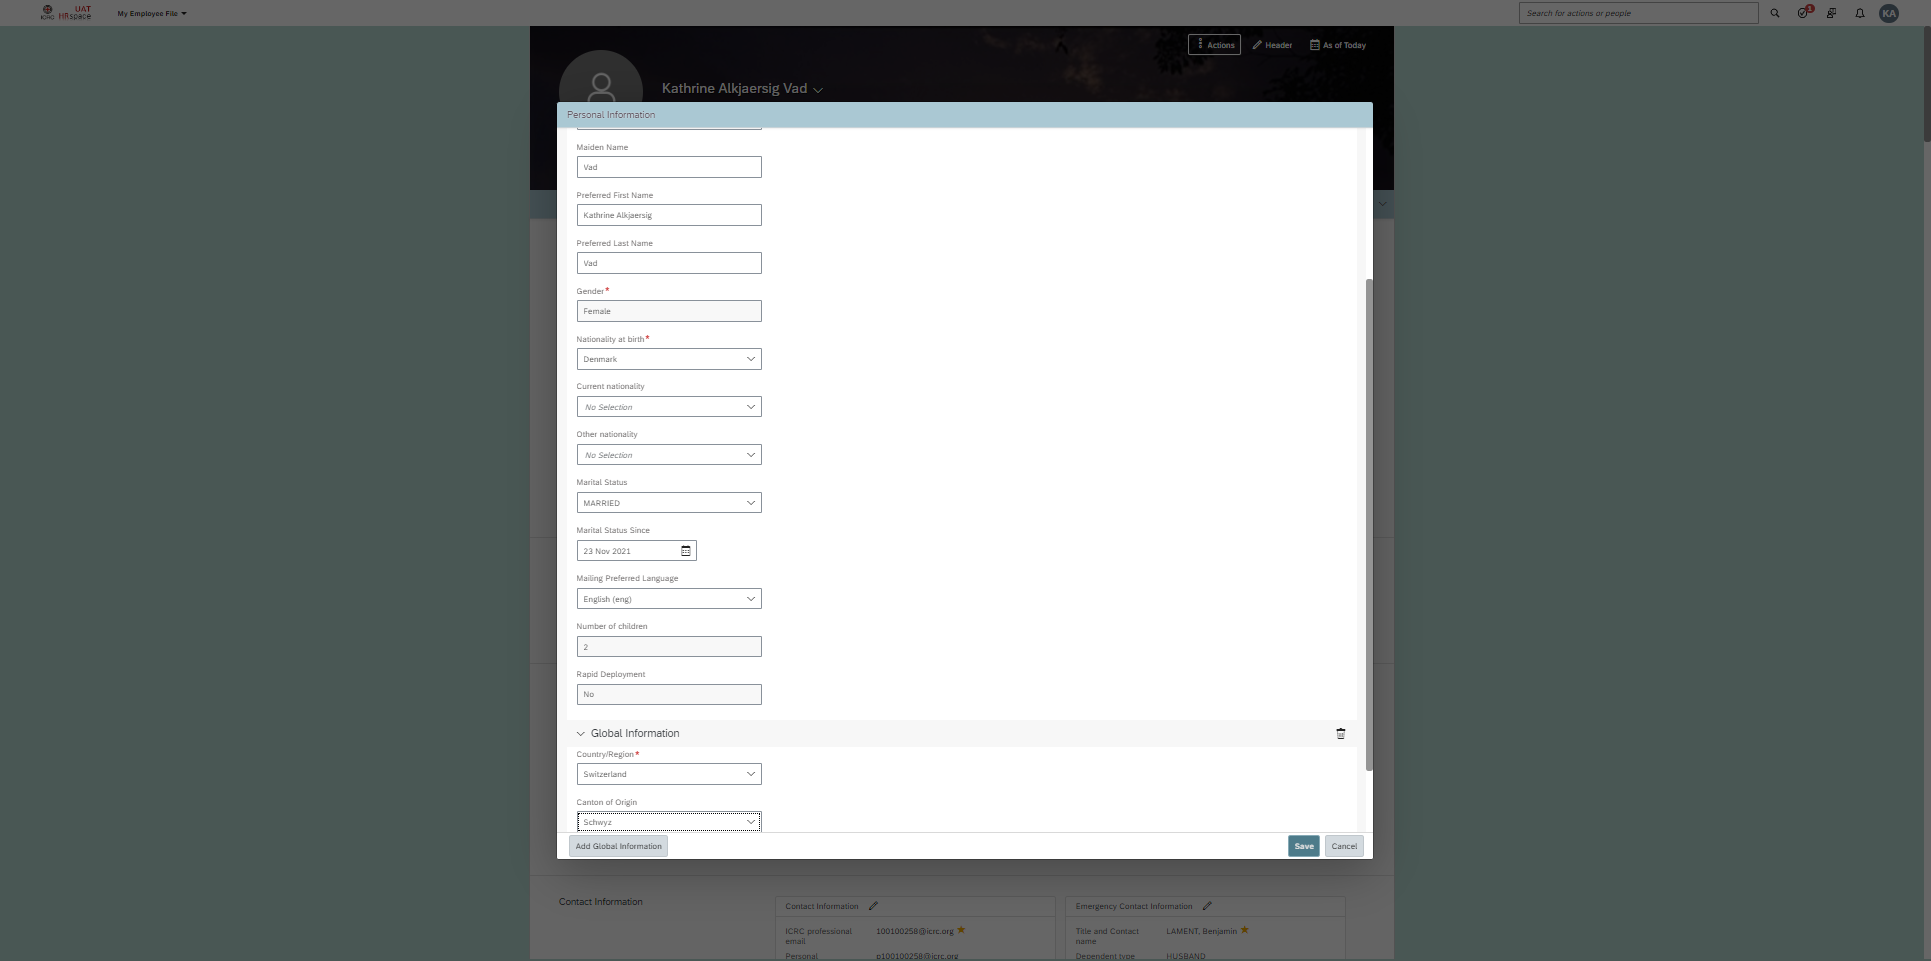 ICRC
UAT
HRspace
My Employee File
Search for actions or people
1
KA
Actions
Header
As of Today
Kathrine Alkjaersig Vad
Personal Information
Maiden Name
Vad
Preferred First Name
Kathrine Alkjaersig
Preferred Last Name
Vad
Gender*
Female
Nationality at birth*
Denmark
Current nationality
No Selection
Other nationality
No Selection
Marital Status
MARRIED
Marital Status Since
23 Nov 2021
Mailing Preferred Language
English (eng)
Number of children
2
Rapid Deployment
No
Global Information
Country/Region*
Switzerland
Canton of Origin
Schwyz
Add Global Information
Save
Cancel
Contact Information
Contact Information
Emergency Contact Information
ICRC professional email
100100258@icrc.org
Title and Contact name
LAMENT, Benjamin
Personal
p100100258@icrc.org
Dependent type
HUSBAND